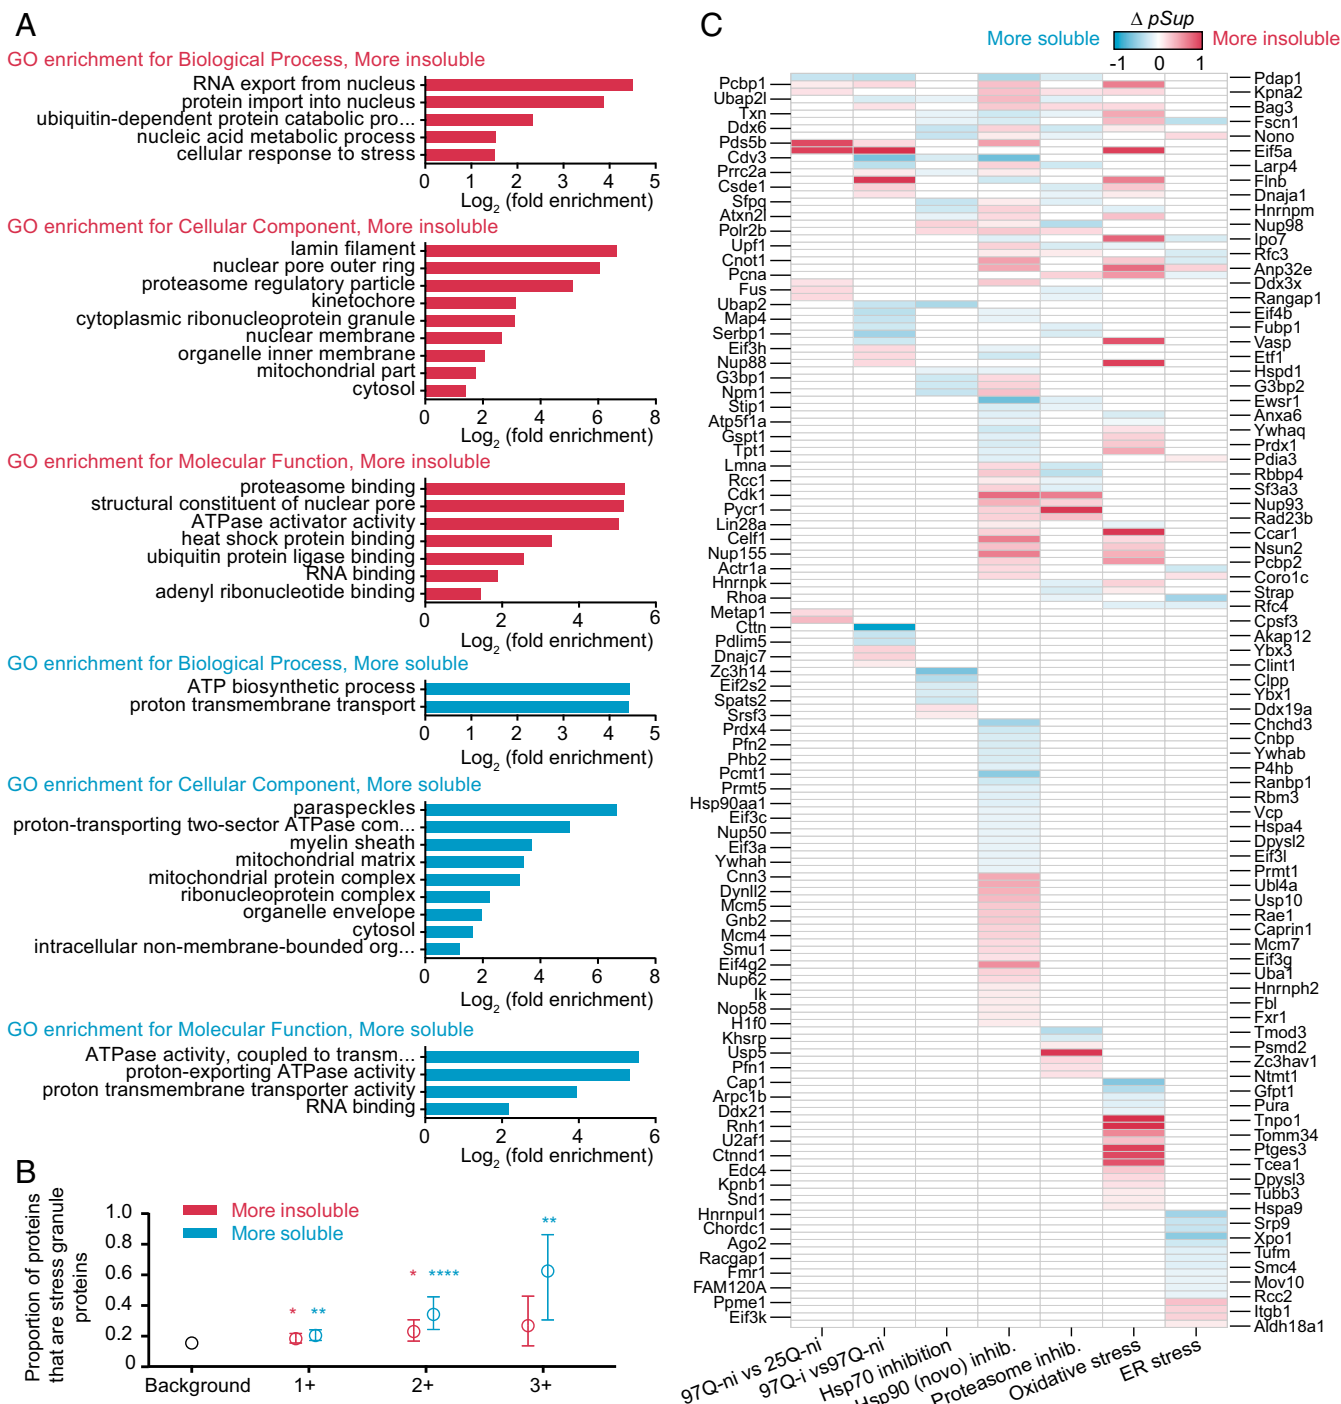 A
GO enrichment for Biological Process, More insoluble
RNA export from nucleus
protein import into nucleus
ubiquitin-dependent protein catabolic pro...
nucleic acid metabolic process
cellular response to stress
0 1 2 3 4 5
Log2 (fold enrichment)
GO enrichment for Cellular Component, More insoluble
lamin filament
nuclear pore outer ring
proteasome regulatory particle
kinetochore
cytoplasmic ribonucleoprotein granule
nuclear membrane
organelle inner membrane
mitochondrial part
cytosol
0 2 4 6 8
Log2 (fold enrichment)
GO enrichment for Molecular Function, More insoluble
proteasome binding
structural constituent of nuclear pore
ATPase activator activity
heat shock protein binding
ubiquitin protein ligase binding
RNA binding
adenyl ribonucleotide binding
0 2 4 6
Log2 (fold enrichment)
GO enrichment for Biological Process, More soluble
ATP biosynthetic process
proton transmembrane transport
0 1 2 3 4 5
Log2 (fold enrichment)
GO enrichment for Cellular Component, More soluble
paraspeckles
proton-transporting two-sector ATPase com...
myelin sheath
mitochondrial matrix
mitochondrial protein complex
ribonucleoprotein complex
organelle envelope
cytosol
intracellular non-membrane-bounded org...
0 2 4 6 8
Log2 (fold enrichment)
GO enrichment for Molecular Function, More soluble
ATPase activity, coupled to transm...
proton-exporting ATPase activity
proton transmembrane transporter activity
RNA binding
0 2 4 6
Log2 (fold enrichment)
B
Proportion of proteins
that are stress granule
proteins
1.0
0.8
0.6
0.4
0.2
0
More insoluble
More soluble
* **
* ****
**
Background 1+ 2+ 3+
C
Δ pSup
More soluble
More insoluble
-1 0 1
Pcbp1
Ubap2l
Txn
Ddx6
Pds5b
Cdv3
Prrc2a
Csde1
Sfpq
Atxn2l
Polr2b
Upf1
Cnot1
Pcna
Fus
Ubap2
Map4
Serbp1
Eif3h
Nup88
G3bp1
Npm1
Stip1
Atp5f1a
Gspt1
Tpt1
Lmna
Rcc1
Cdk1
Pycr1
Lin28a
Celf1
Nup155
Actr1a
Hnrnpk
Rhoa
Metap1
Cttn
Pdlim5
Dnajc7
Zc3h14
Eif2s2
Spats2
Srsf3
Prdx4
Pfn2
Phb2
Pcmt1
Prmt5
Hsp90aa1
Eif3c
Nup50
Eif3a
Ywhah
Cnn3
Dynll2
Mcm5
Gnb2
Mcm4
Smu1
Eif4g2
Nup62
Ik
Nop58
H1f0
Khsrp
Usp5
Pfn1
Cap1
Arpc1b
Ddx21
Rnh1
U2af1
Ctnnd1
Edc4
Kpnb1
Snd1
Hnrnpul1
Chordc1
Ago2
Racgap1
Fmr1
FAM120A
Ppme1
Eif3k
Pdap1
Kpna2
Bag3
Fscn1
Nono
Eif5a
Larp4
Flnb
Dnaja1
Hnrnpm
Nup98
Ipo7
Rfc3
Anp32e
Ddx3x
Rangap1
Eif4b
Fubp1
Vasp
Etf1
Hspd1
G3bp2
Ewsr1
Anxa6
Ywhaq
Prdx1
Pdia3
Rbbp4
Sf3a3
Nup93
Rad23b
Ccar1
Nsun2
Pcbp2
Coro1c
Strap
Rfc4
Cpsf3
Akap12
Ybx3
Clint1
Clpp
Ybx1
Ddx19a
Chchd3
Cnbp
Ywhab
P4hb
Ranbp1
Rbm3
Vcp
Hspa4
Dpysl2
Eif3l
Prmt1
Ubl4a
Usp10
Rae1
Caprin1
Mcm7
Eif3g
Uba1
Hnrnph2
Fbl
Fxr1
Tmod3
Psmd2
Zc3hav1
Ntmt1
Gfpt1
Pura
Tnpo1
Tomm34
Ptges3
Tcea1
Dpysl3
Tubb3
Hspa9
Srp9
Xpo1
Tufm
Smc4
Mov10
Rcc2
Itgb1
Aldh18a1
97Q-ni vs 25Q-ni
97Q-i vs97Q-ni
Hsp70 inhibition
Hsp90 (novo) inhib.
Proteasome inhib.
Oxidative stress
ER stress